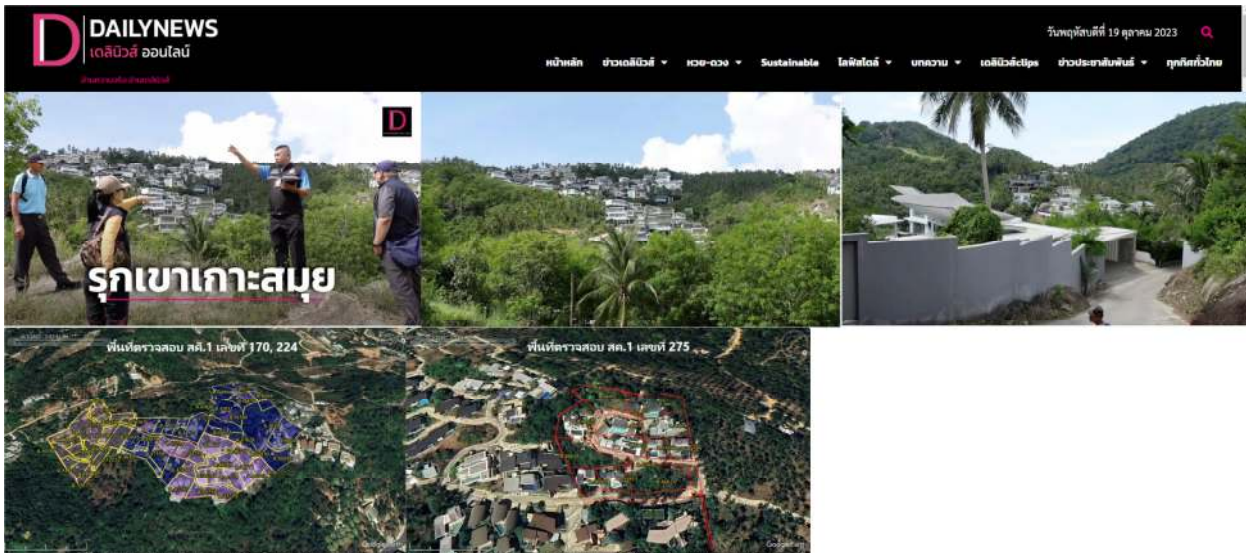 DAILYNEWS
เดลินิวส์ ออนไลน์
วันพฤหัสบดีที่ 19 ตุลาคม 2023
หน้าหลัก ข่าวเดลินิวส์ หวย-ดวง Sustainable ไลฟ์สไตล์ บทความ เดลินิวส์clips ข่าวประชาสัมพันธ์ ทุกทิศทั่วไทย
D
รุกเขาเกาะสมุย
พื้นที่ตรวจสอบ สค.1 เลขที่ 170, 224
พื้นที่ตรวจสอบ สค.1 เลขที่ 275